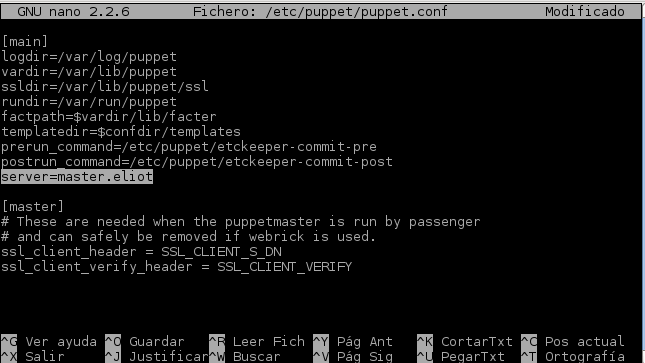 GNU nano 2.2.6 Fichero: /etc/puppet/puppet.conf Modificado
[main]
logdir=/var/log/puppet
vardir=/var/lib/puppet
ssldir=/var/lib/puppet/ssl
rundir=/var/run/puppet
factpath=$vardir/lib/facter
templatedir=$confdir/templates
prerun_command=/etc/puppet/etckeeper-commit-pre
postrun_command=/etc/puppet/etckeeper-commit-post
server=master.eliot
[master]
# These are needed when the puppetmaster is run by passenger
# and can safely be removed if webrick is used.
ssl_client_header = SSL_CLIENT_S_DN
ssl_client_verify_header = SSL_CLIENT_VERIFY
^G Ver ayuda ^O Guardar ^R Leer Fich ^Y Pág Ant ^K CortarTxt ^C Pos actual
^X Salir ^J Justificar ^W Buscar ^V Pág Sig ^U PegarTxt ^T Ortografía